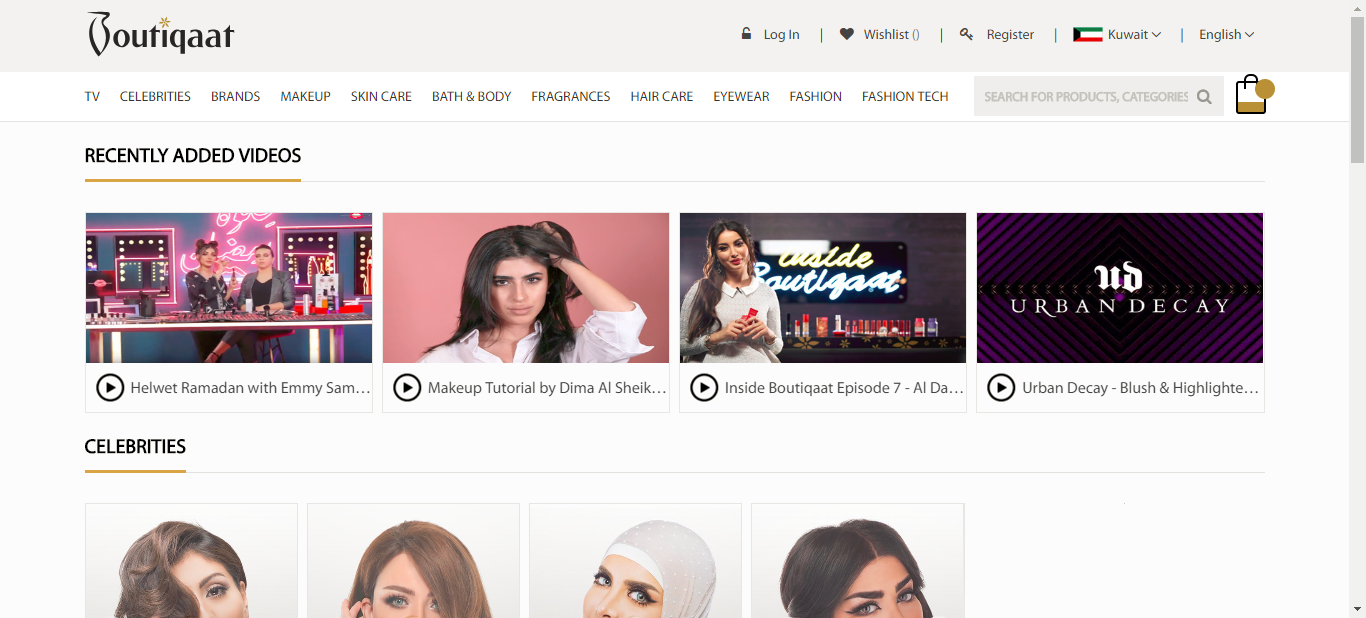 Boutiqaat
Log In | Wishlist () | Register | Kuwait | English
TV CELEBRITIES BRANDS MAKEUP SKIN CARE BATH & BODY FRAGRANCES HAIR CARE EYEWEAR FASHION FASHION TECH SEARCH FOR PRODUCTS, CATEGORIES
RECENTLY ADDED VIDEOS
inside
Boutiqaat
ud
URBAN DECAY
Helwet Ramadan with Emmy Sam...
Makeup Tutorial by Dima Al Sheik...
Inside Boutiqaat Episode 7 - Al Da...
Urban Decay - Blush & Highlighte...
CELEBRITIES